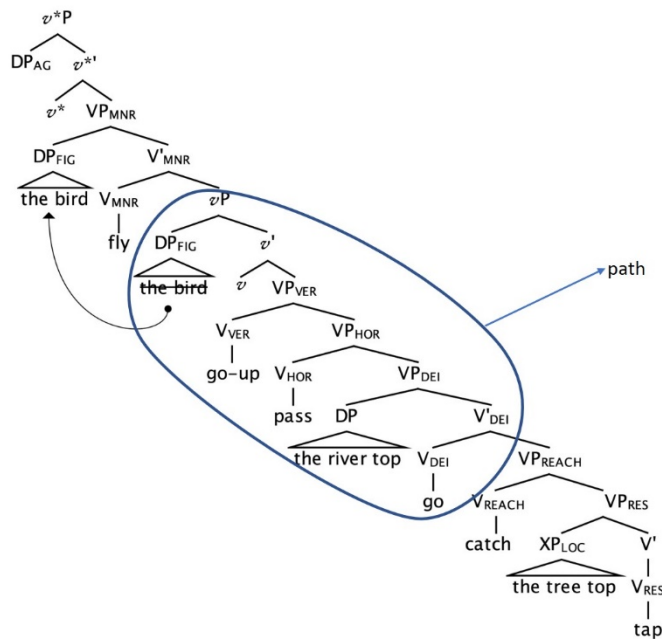 v*P
DP_AG v*'
v* VP_MNR
DP_FIG V'_MNR
the bird V_MNR vP
fly DP_FIG v'
path
the bird v VP_VER
V_VER VP_HOR
go-up V_HOR VP_DEI
pass DP V'_DEI
the river top V_DEI VP_REACH
go V_REACH VP_RES
catch XP_LOC V'
the tree top V_RES
tap